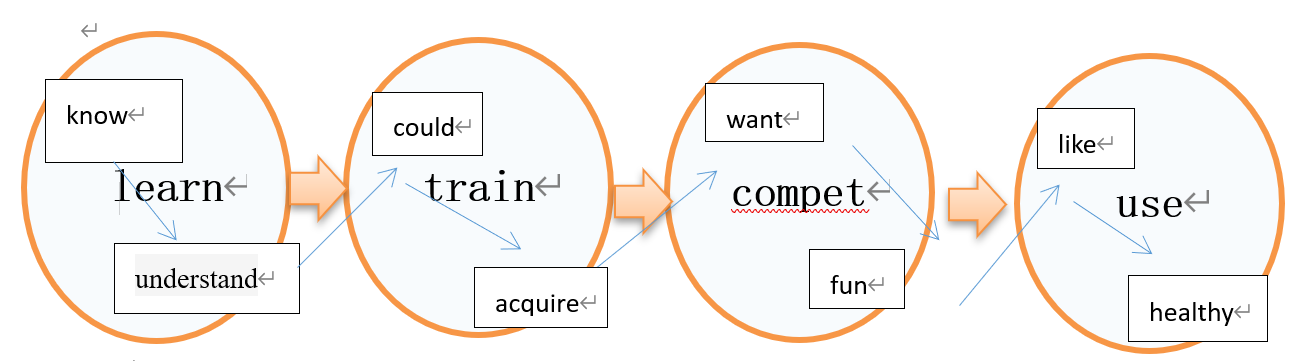 know
learn
understand
could
train
acquire
want
compet
fun
like
use
healthy